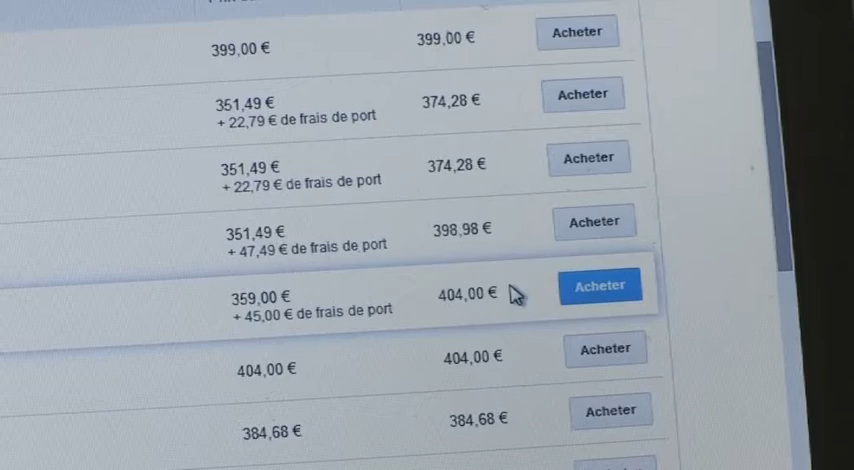 399,00 € 399,00 € Acheter
351,49 € 374,28 € Acheter
+ 22,79 € de frais de port
351,49 € 374,28 € Acheter
+ 22,79 € de frais de port
351,49 € 398,98 € Acheter
+ 47,49 € de frais de port
359,00 € 404,00 € Acheter
+ 45,00 € de frais de port
404,00 € 404,00 € Acheter
384,68 € 384,68 € Acheter